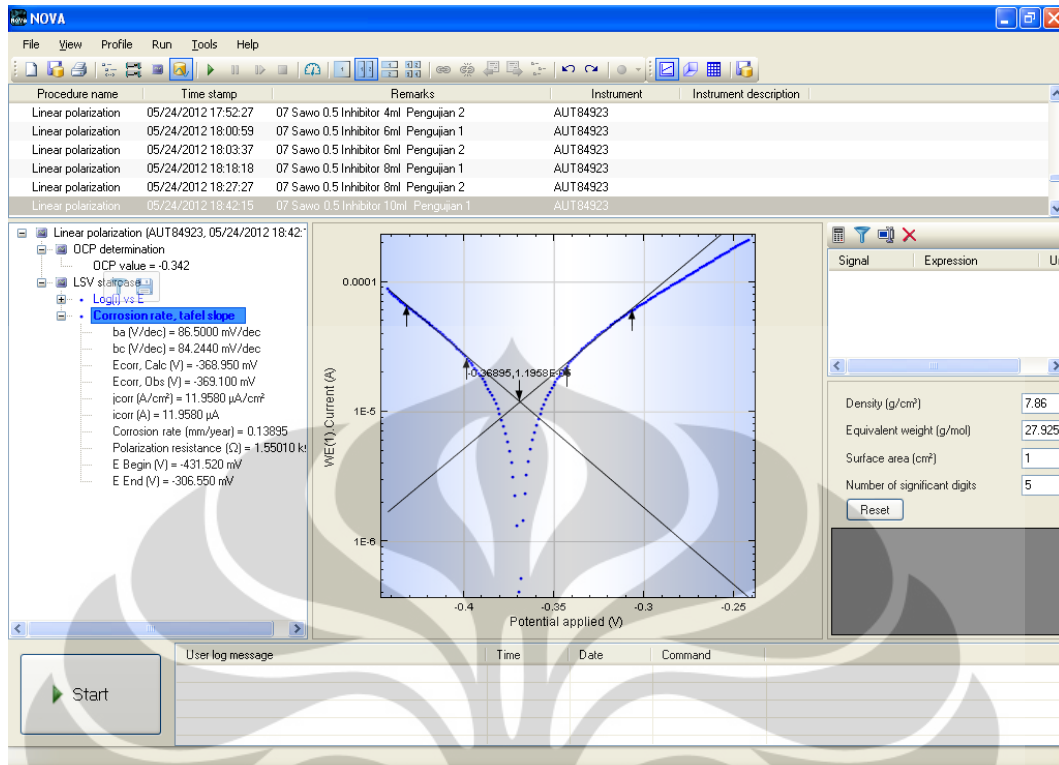 NOVA
File View Profile Run Tools Help
Procedure name Time stamp Remarks Instrument Instrument description
Linear polarization 05/24/2012 17:52:27 07 Sawo 0.5 Inhibitor 4ml Pengujian 2 AUT84923
Linear polarization 05/24/2012 18:00:59 07 Sawo 0.5 Inhibitor 6ml Pengujian 1 AUT84923
Linear polarization 05/24/2012 18:03:37 07 Sawo 0.5 Inhibitor 6ml Pengujian 2 AUT84923
Linear polarization 05/24/2012 18:18:18 07 Sawo 0.5 Inhibitor 8ml Pengujian 1 AUT84923
Linear polarization 05/24/2012 18:27:27 07 Sawo 0.5 Inhibitor 8ml Pengujian 2 AUT84923
Linear polarization 05/24/2012 18:42:15 07 Sawo 0.5 Inhibitor 10ml Pengujian 1 AUT84923
Linear polarization (AUT84923, 05/24/2012 18:42:
OCP determination
OCP value = -0.342
LSV staircase
Log(i) vs E
Corrosion rate, tafel slope
ba (V/dec) = 86.5000 mV/dec
bc (V/dec) = 84.2440 mV/dec
Ecorr, Calc (V) = -368.950 mV
Ecorr, Obs (V) = -369.100 mV
jcorr (A/cm²) = 11.9580 µA/cm²
icorr (A) = 11.9580 µA
Corrosion rate (mm/year) = 0.13895
Polarization resistance (Ω) = 1.55010 k
E Begin (V) = -431.520 mV
E End (V) = -306.550 mV
0.0001
1E-5
1E-6
WE(1).Current (A)
-0.36895,1.1958E-5
-0.4 -0.35 -0.3 -0.25
Potential applied (V)
Signal Expression U
Density (g/cm³) 7.86
Equivalent weight (g/mol) 27.925
Surface area (cm²) 1
Number of significant digits 5
Reset
Start
User log message Time Date Command